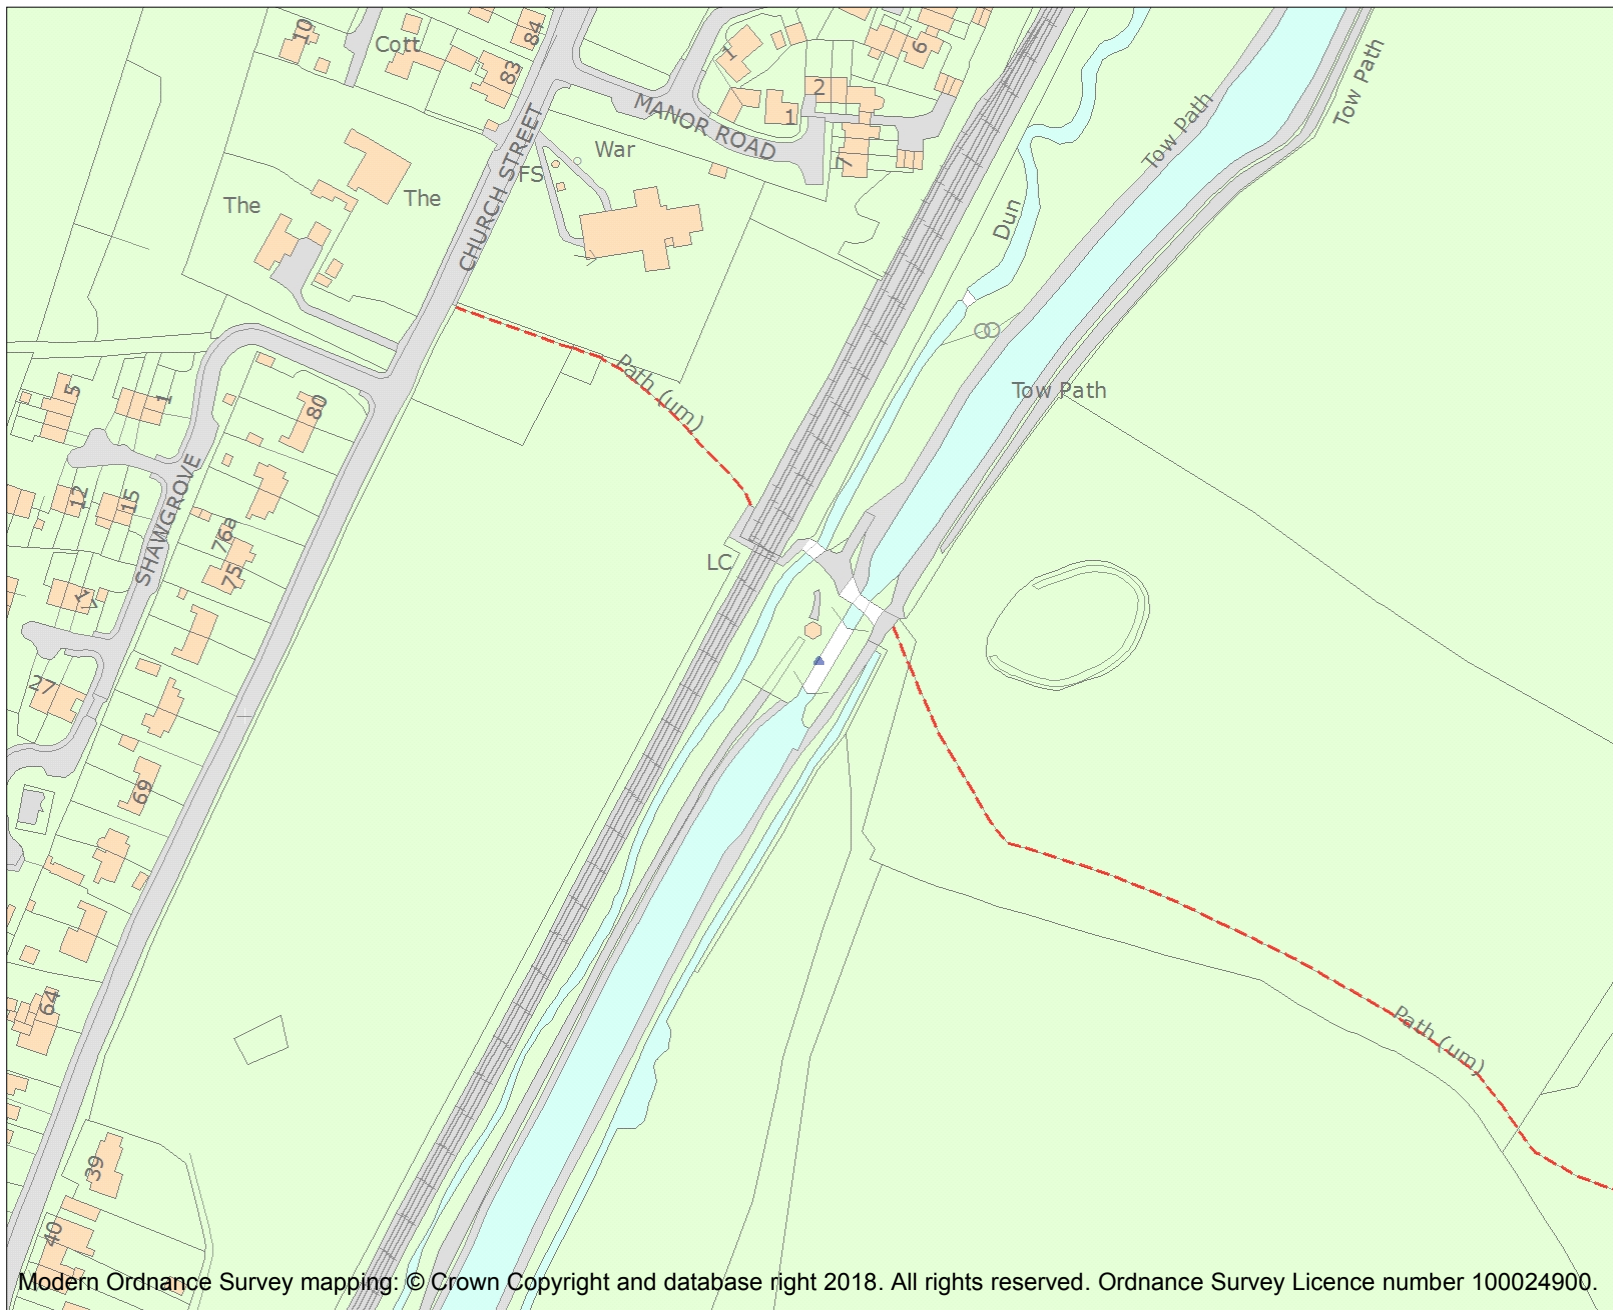 10
Cott
84
83
CHURCH STREET
MANOR ROAD
1
2
1
6
7
War
FS
The
The
Dun
Tow Path
Tow Path
Tow Path
Path (um)
5
1
80
12
15
SHAWGROVE
76a
75
17
LC
27
69
64
39
40
Path (um)
Modern Ordnance Survey mapping: © Crown Copyright and database right 2018. All rights reserved. Ordnance Survey Licence number 100024900.